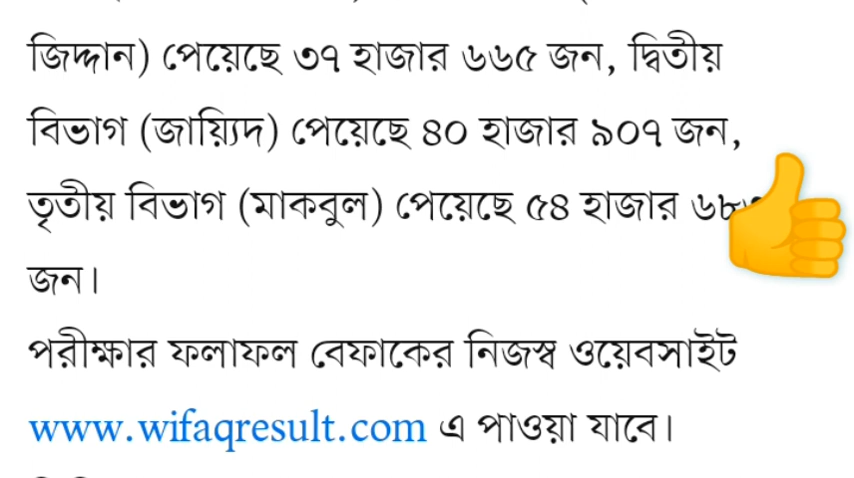 জিদ্দান) পেয়েছে ৩৭ হাজার ৬৬৫ জন, দ্বিতীয়
বিভাগ (জায়্যিদ) পেয়েছে ৪০ হাজার ৯০৭ জন,
তৃতীয় বিভাগ (মাকবুল) পেয়েছে ৫৪ হাজার
জন।
পরীক্ষার ফলাফল বেফাকের নিজস্ব ওয়েবসাইট
www.wifaqresult.com এ পাওয়া যাবে।